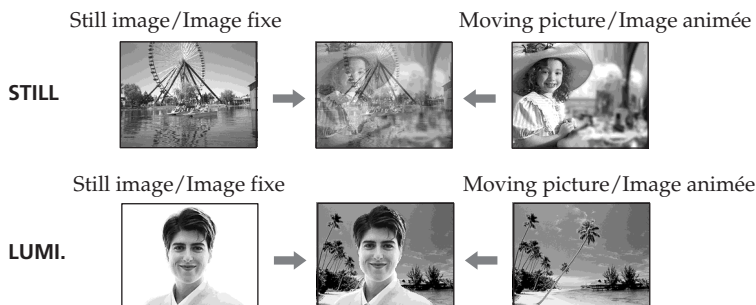 Still image/Image fixe Moving picture/Image animée
STILL
Still image/Image fixe Moving picture/Image animée
LUMI.